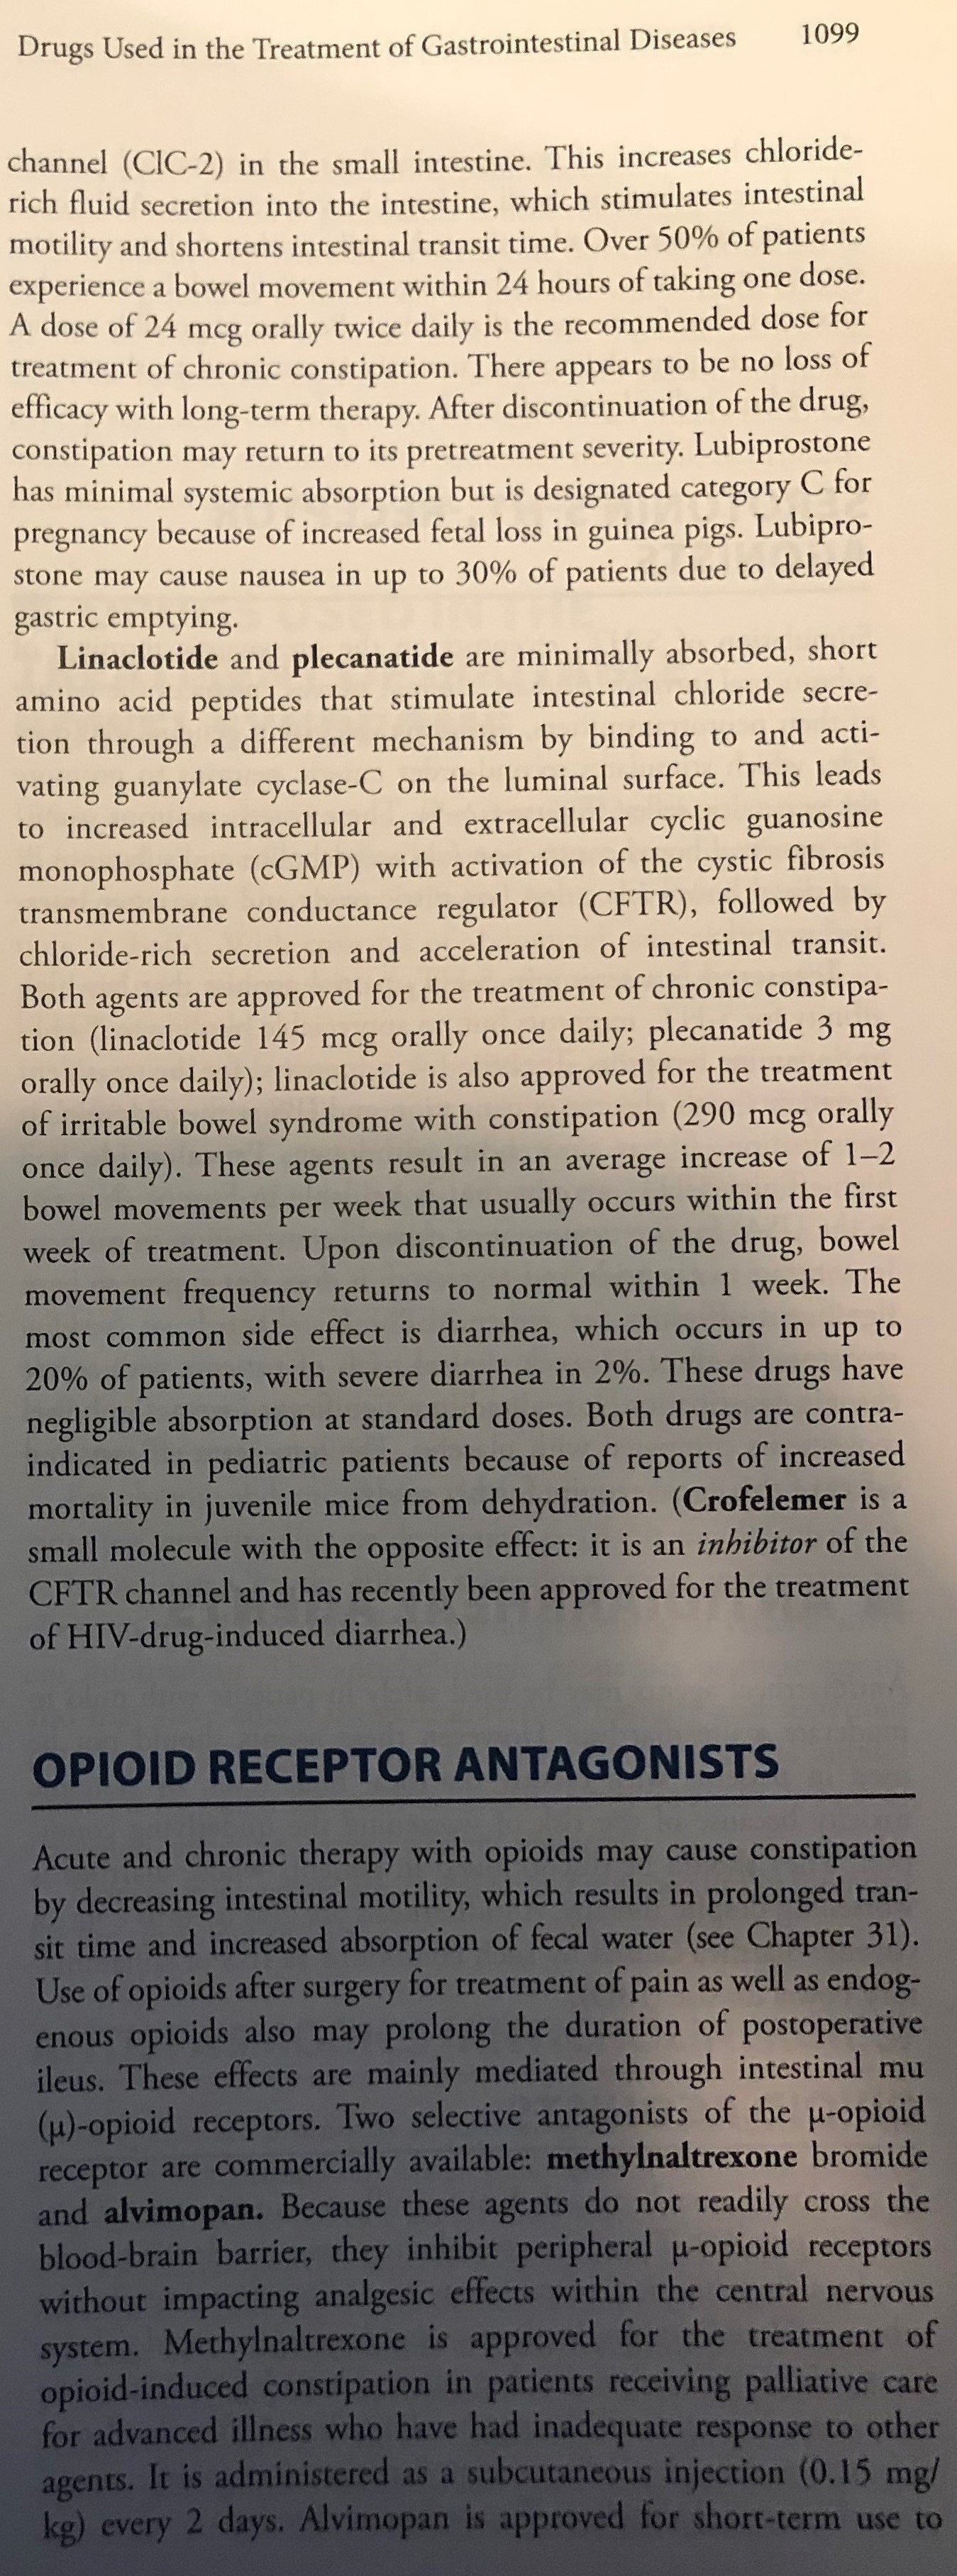 Drugs Used in the Treatment of Gastrointestinal Diseases 1099
channel (ClC-2) in the small intestine. This increases chloride-
rich fluid secretion into the intestine, which stimulates intestinal
motility and shortens intestinal transit time. Over 50% of patients
experience a bowel movement within 24 hours of taking one dose.
A dose of 24 mcg orally twice daily is the recommended dose for
treatment of chronic constipation. There appears to be no loss of
efficacy with long-term therapy. After discontinuation of the drug,
constipation may return to its pretreatment severity. Lubiprostone
has minimal systemic absorption but is designated category C for
pregnancy because of increased fetal loss in guinea pigs. Lubipro-
stone may cause nausea in up to 30% of patients due to delayed
gastric emptying.
Linaclotide and plecanatide are minimally absorbed, short
amino acid peptides that stimulate intestinal chloride secre-
tion through a different mechanism by binding to and acti-
vating guanylate cyclase-C on the luminal surface. This leads
to increased intracellular and extracellular cyclic guanosine
monophosphate (cGMP) with activation of the cystic fibrosis
transmembrane conductance regulator (CFTR), followed by
chloride-rich secretion and acceleration of intestinal transit.
Both agents are approved for the treatment of chronic constipa-
tion (linaclotide 145 mcg orally once daily; plecanatide 3 mg
orally once daily); linaclotide is also approved for the treatment
of irritable bowel syndrome with constipation (290 mcg orally
once daily). These agents result in an average increase of 1–2
bowel movements per week that usually occurs within the first
week of treatment. Upon discontinuation of the drug, bowel
movement frequency returns to normal within 1 week. The
most common side effect is diarrhea, which occurs in up to
20% of patients, with severe diarrhea in 2%. These drugs have
negligible absorption at standard doses. Both drugs are contra-
indicated in pediatric patients because of reports of increased
mortality in juvenile mice from dehydration. (Crofelemer is a
small molecule with the opposite effect: it is an inhibitor of the
CFTR channel and has recently been approved for the treatment
of HIV-drug-induced diarrhea.)
OPIOID RECEPTOR ANTAGONISTS
Acute and chronic therapy with opioids may cause constipation
by decreasing intestinal motility, which results in prolonged tran-
sit time and increased absorption of fecal water (see Chapter 31).
Use of opioids after surgery for treatment of pain as well as endog-
enous opioids also may prolong the duration of postoperative
ileus. These effects are mainly mediated through intestinal mu
(μ)-opioid receptors. Two selective antagonists of the μ-opioid
receptor are commercially available: methylnaltrexone bromide
and alvimopan. Because these agents do not readily cross the
blood-brain barrier, they inhibit peripheral μ-opioid receptors
without impacting analgesic effects within the central nervous
system. Methylnaltrexone is approved for the treatment of
opioid-induced constipation in patients receiving palliative care
for advanced illness who have had inadequate response to other
agents. It is administered as a subcutaneous injection (0.15 mg/
kg) every 2 days. Alvimopan is approved for short-term use to